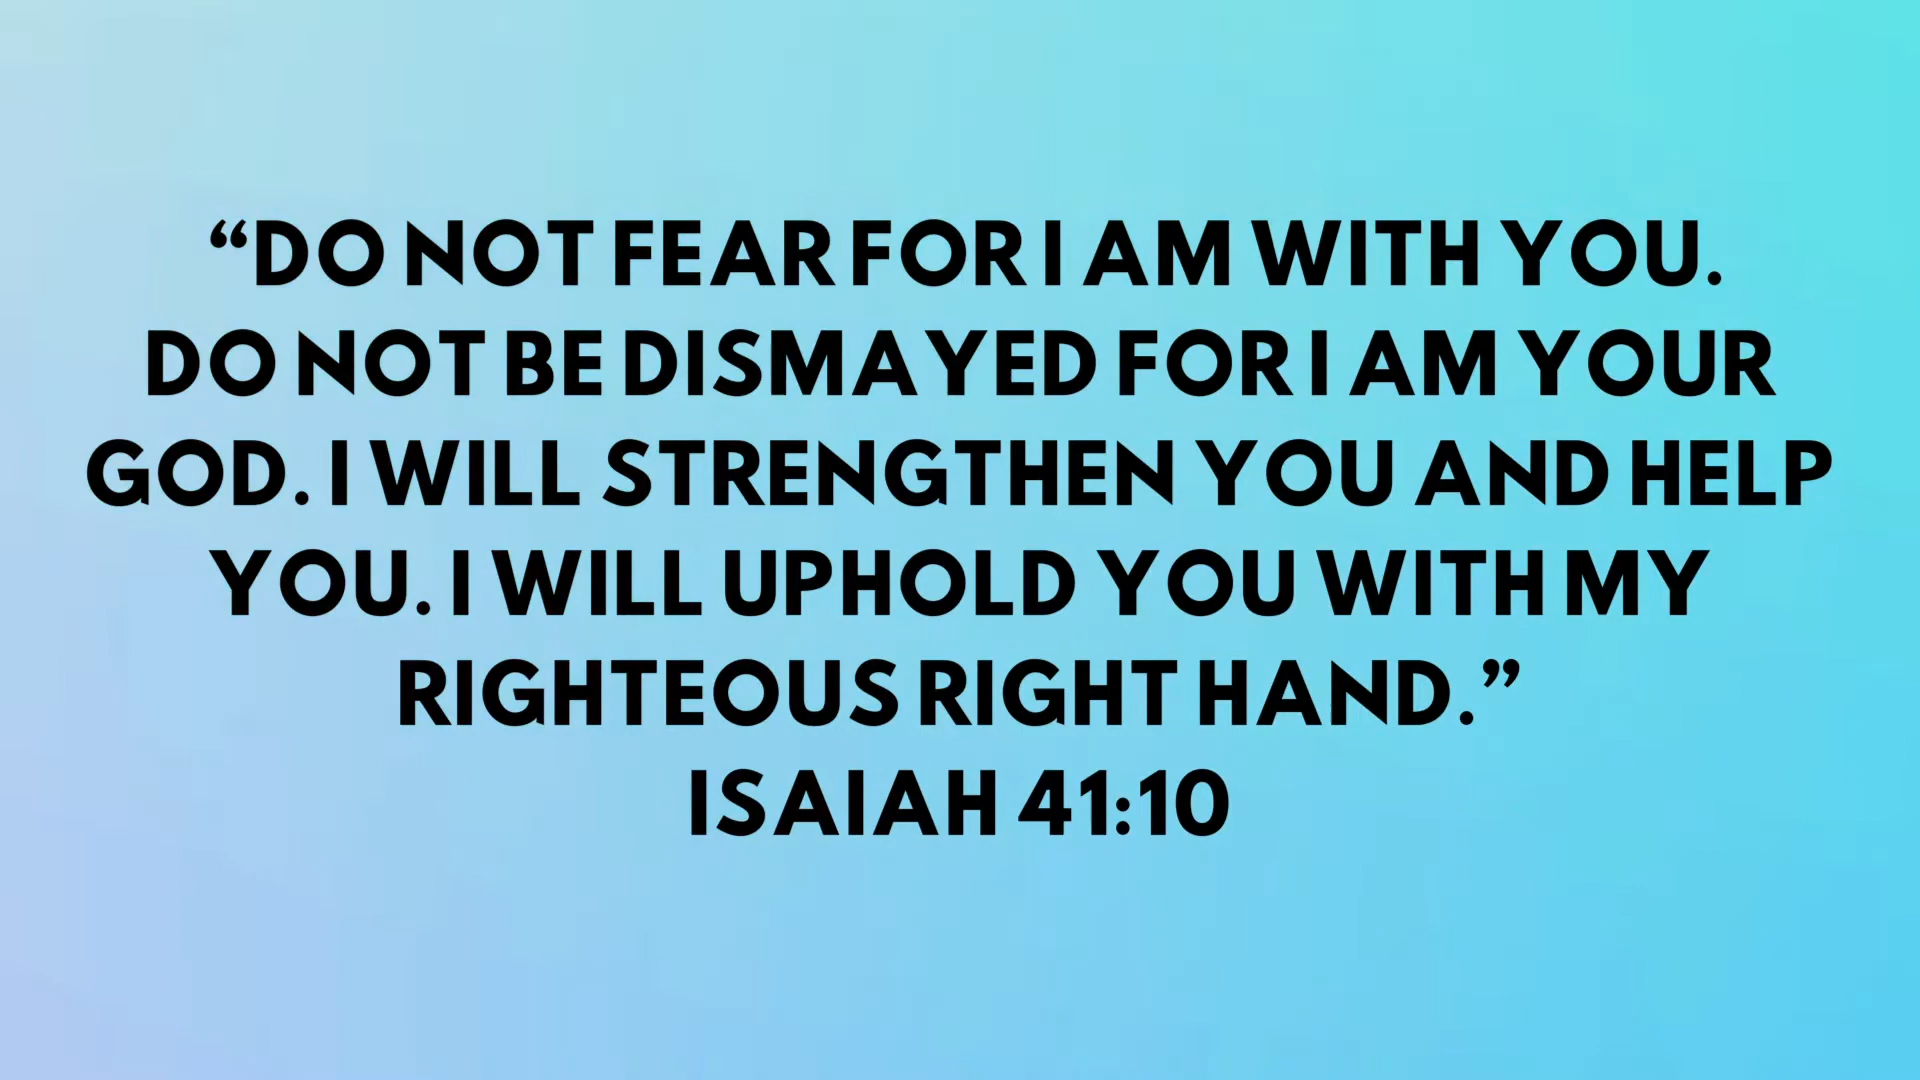 “DO NOT FEAR FOR I AM WITH YOU.
DO NOT BE DISMAYED FOR I AM YOUR
GOD. I WILL STRENGTHEN YOU AND HELP
YOU. I WILL UPHOLD YOU WITH MY
RIGHTEOUS RIGHT HAND.”
ISAIAH 41:10